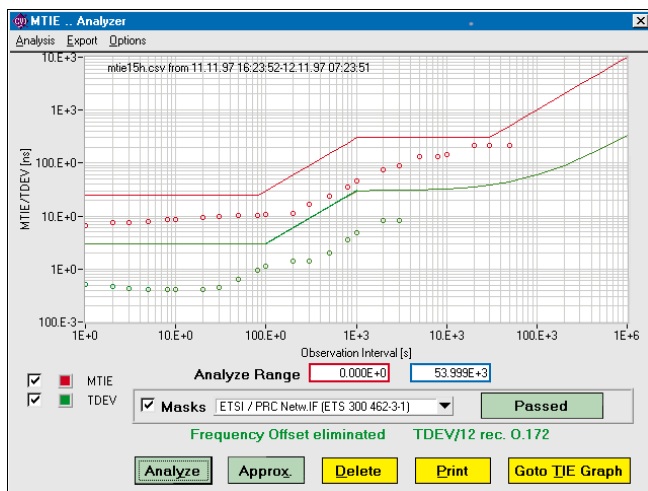 CVI MTIE .. Analyzer
Analysis Export Options
mtie15h.csv from 11.11.97 16:23:52-12.11.97 07:23:51
MTIE/TDEV [ns]
10.E+3
1E+3
100.E+0
10.E+0
1E+0
100.E-3
1E+0 10.E+0 100.E+0 1E+3 10.E+3 100.E+3 1E+6
Observation Interval [s]
MTIE
TDEV
Analyze Range 0.000E+0 53.999E+3
Masks ETSI / PRC Netw.IF (ETS 300 462-3-1) Passed
Frequency Offset eliminated TDEV/12 rec. O.172
Analyze Approx. Delete Print Goto TIE Graph